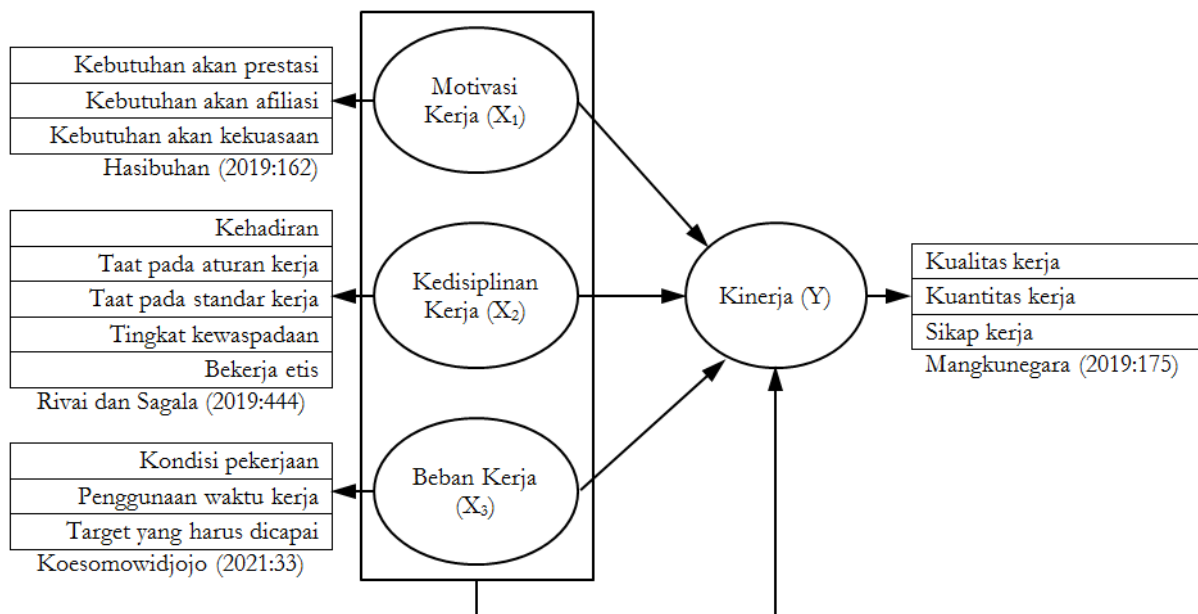 Kebutuhan akan prestasi
Kebutuhan akan afiliasi
Kebutuhan akan kekuasaan
Hasibuhan (2019:162)
Motivasi
Kerja (X₁)
Kehadiran
Taat pada aturan kerja
Taat pada standar kerja
Tingkat kewaspadaan
Bekerja etis
Rivai dan Sagala (2019:444)
Kedisiplinan
Kerja (X₂)
Kinerja (Y)
Kualitas kerja
Kuantitas kerja
Sikap kerja
Mangkunegara (2019:175)
Kondisi pekerjaan
Penggunaan waktu kerja
Target yang harus dicapai
Koesomowidjojo (2021:33)
Beban Kerja
(X₃)